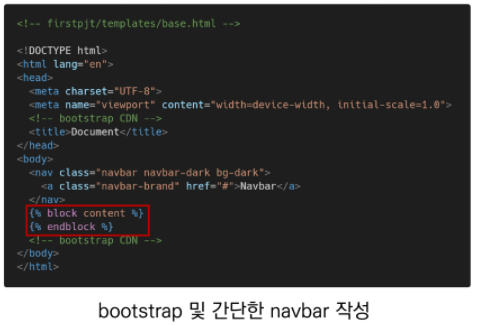 <!-- firstpjt/templates/base.html -->
<!DOCTYPE html>
<html lang="en">
<head>
<meta charset="UTF-8">
<meta name="viewport" content="width=device-width, initial-scale=1.0">
<!-- bootstrap CDN -->
<title>Document</title>
</head>
<body>
<nav class="navbar navbar-dark bg-dark">
<a class="navbar-brand" href="#">Navbar</a>
</nav>
{% block content %}
{% endblock %}
<!-- bootstrap CDN -->
</body>
</html>
bootstrap 및 간단한 navbar 작성